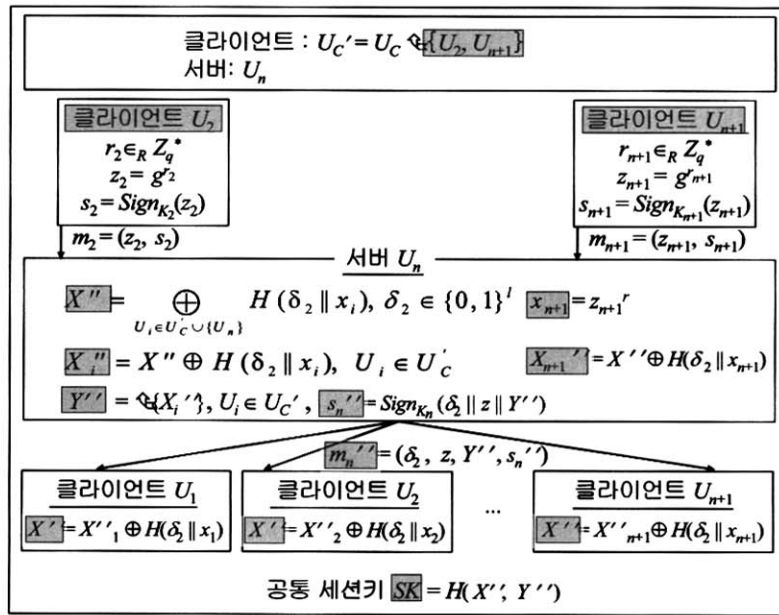 클라이언트 : U_C′ = U_C ∪ {U_2, U_{n+1}}
서버: U_n
클라이언트 U_2
r_2 ∈_R Z_q*
z_2 = g^{r_2}
s_2 = Sign_{K_2}(z_2)
m_2 = (z_2, s_2)
클라이언트 U_{n+1}
r_{n+1} ∈_R Z_q*
z_{n+1} = g^{r_{n+1}}
s_{n+1} = Sign_{K_{n+1}}(z_{n+1})
m_{n+1} = (z_{n+1}, s_{n+1})
서버 U_n
X′′ = ⊕_{U_i∈U_C′∪{U_n}} H(δ_2 ‖ x_i), δ_2 ∈ {0,1}^l x_{n+1} = z_{n+1}^r
X_i′′ = X′′ ⊕ H(δ_2 ‖ x_i), U_i ∈ U_C′ X_{n+1}′′ = X′′ ⊕ H(δ_2 ‖ x_{n+1})
Y′′ = {X_i′′}, U_i ∈ U_C′, s_n′′ = Sign_{K_n}(δ_2 ‖ z ‖ Y′′)
m_n′′ = (δ_2, z, Y′′, s_n′′)
클라이언트 U_1
X′′ = X′′_1 ⊕ H(δ_2 ‖ x_1)
클라이언트 U_2
X′′ = X′′_2 ⊕ H(δ_2 ‖ x_2)
...
클라이언트 U_{n+1}
X′′ = X′′_{n+1} ⊕ H(δ_2 ‖ x_{n+1})
공통 세션키 SK = H(X′′, Y′′)